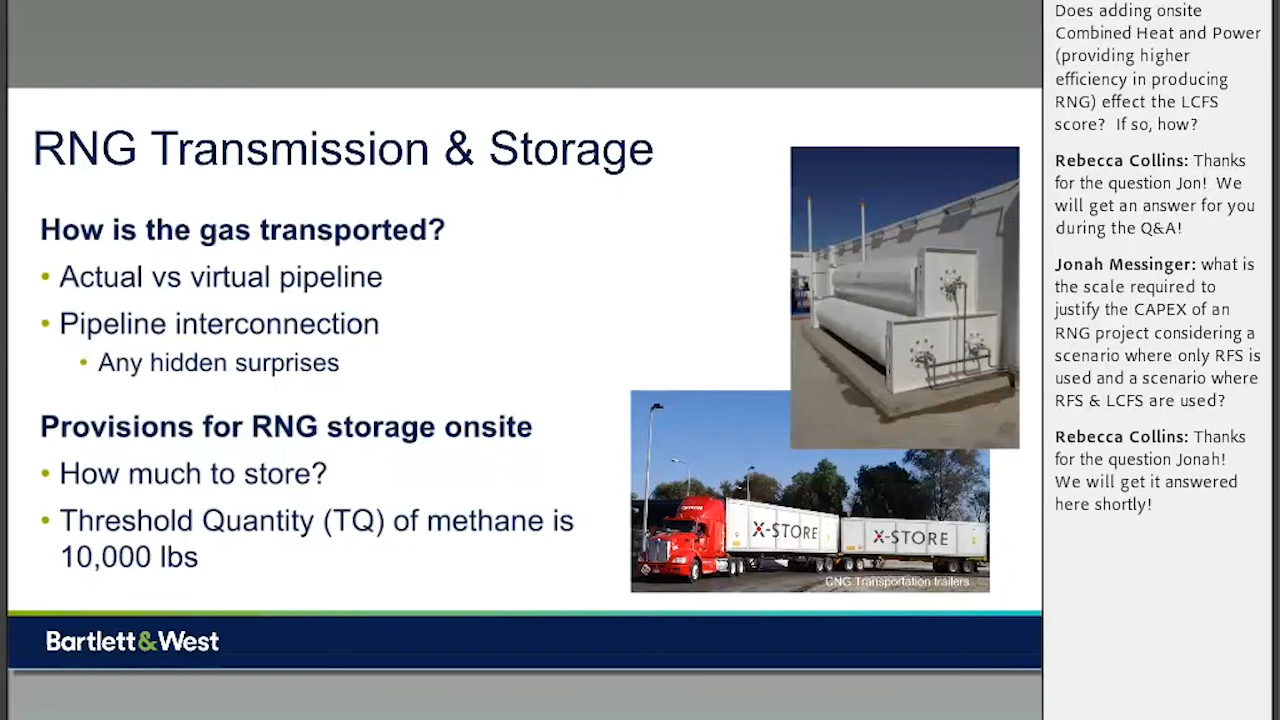 RNG Transmission & Storage
How is the gas transported?
• Actual vs virtual pipeline
• Pipeline interconnection
• Any hidden surprises
Provisions for RNG storage onsite
• How much to store?
• Threshold Quantity (TQ) of methane is
10,000 lbs
X-STORE
X-STORE
CNG Transportation trailers
Bartlett&West
Does adding onsite
Combined Heat and Power
(providing higher
efficiency in producing
RNG) effect the LCFS
score? If so, how?
Rebecca Collins: Thanks
for the question Jon! We
will get an answer for you
during the Q&A!
Jonah Messinger: what is
the scale required to
justify the CAPEX of an
RNG project considering a
scenario where only RFS is
used and a scenario where
RFS & LCFS are used?
Rebecca Collins: Thanks
for the question Jonah!
We will get it answered
here shortly!